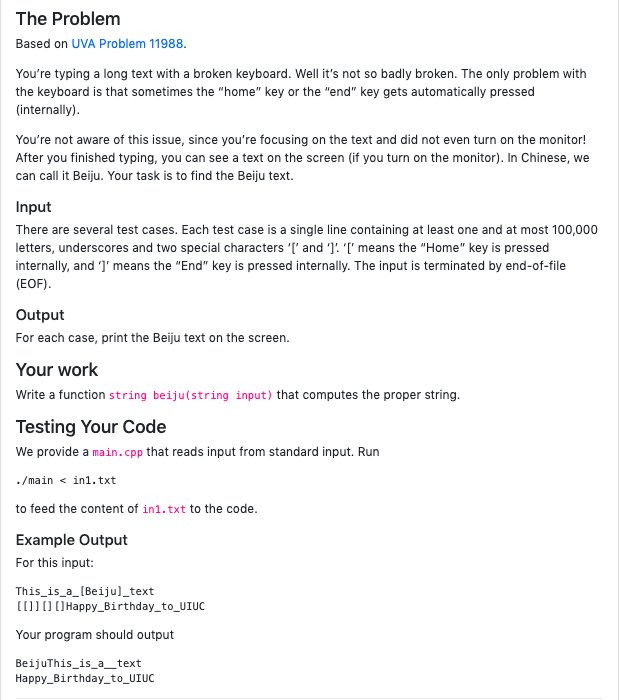 The Problem
Based on UVA Problem 11988.
You’re typing a long text with a broken keyboard. Well it’s not so badly broken. The only problem with
the keyboard is that sometimes the “home” key or the “end” key gets automatically pressed
(internally).
You’re not aware of this issue, since you’re focusing on the text and did not even turn on the monitor!
After you finished typing, you can see a text on the screen (if you turn on the monitor). In Chinese, we
can call it Beiju. Your task is to find the Beiju text.
Input
There are several test cases. Each test case is a single line containing at least one and at most 100,000
letters, underscores and two special characters ‘[’ and ‘]’. ‘[’ means the “Home” key is pressed
internally, and ‘]’ means the “End” key is pressed internally. The input is terminated by end-of-file
(EOF).
Output
For each case, print the Beiju text on the screen.
Your work
Write a function string beiju(string input) that computes the proper string.
Testing Your Code
We provide a main.cpp that reads input from standard input. Run
./main < in1.txt
to feed the content of in1.txt to the code.
Example Output
For this input:
This_is_a_[Beiju]_text
[[]][][]Happy_Birthday_to_UIUC
Your program should output
BeijuThis_is_a__text
Happy_Birthday_to_UIUC